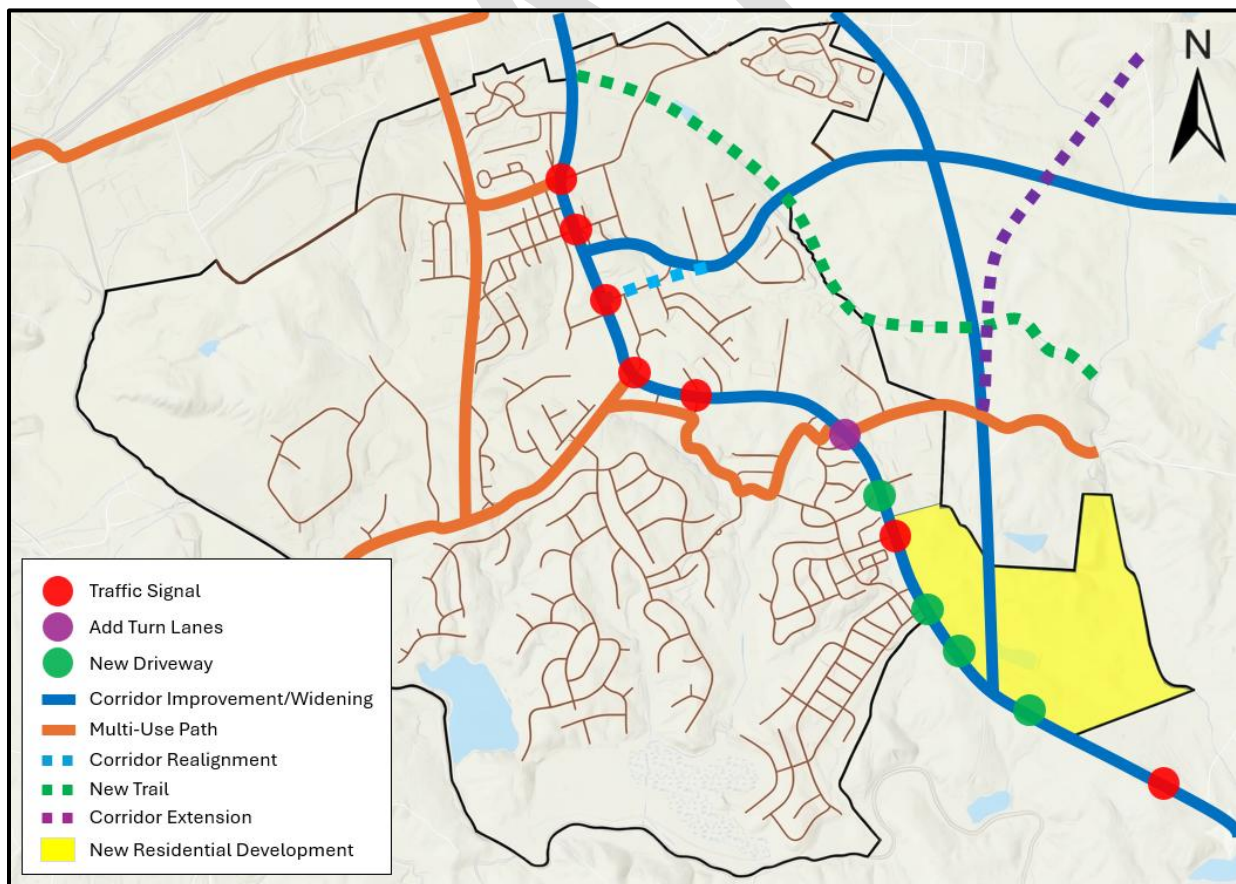 N
Traffic Signal
Add Turn Lanes
New Driveway
Corridor Improvement/Widening
Multi-Use Path
Corridor Realignment
New Trail
Corridor Extension
New Residential Development